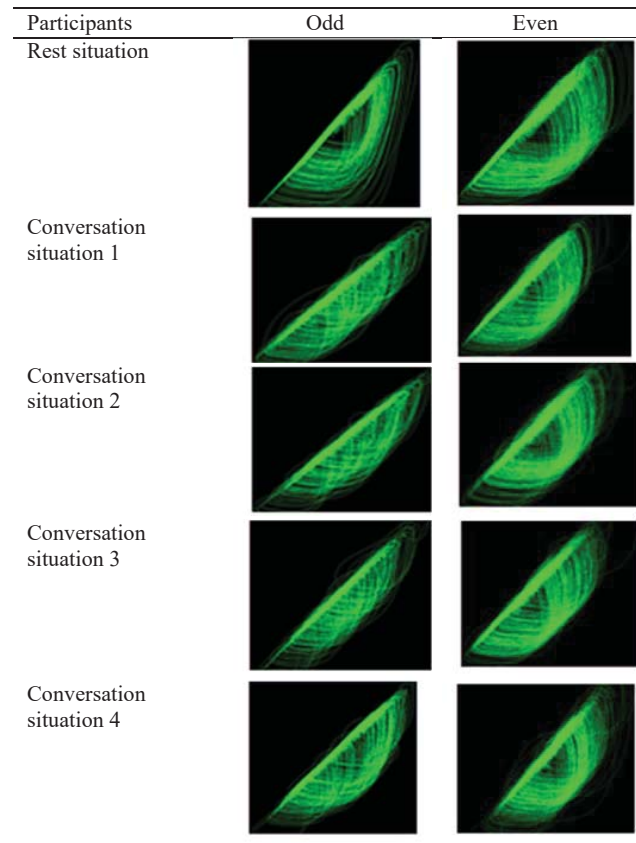 Participants Odd Even
Rest situation
Conversation
situation 1
Conversation
situation 2
Conversation
situation 3
Conversation
situation 4